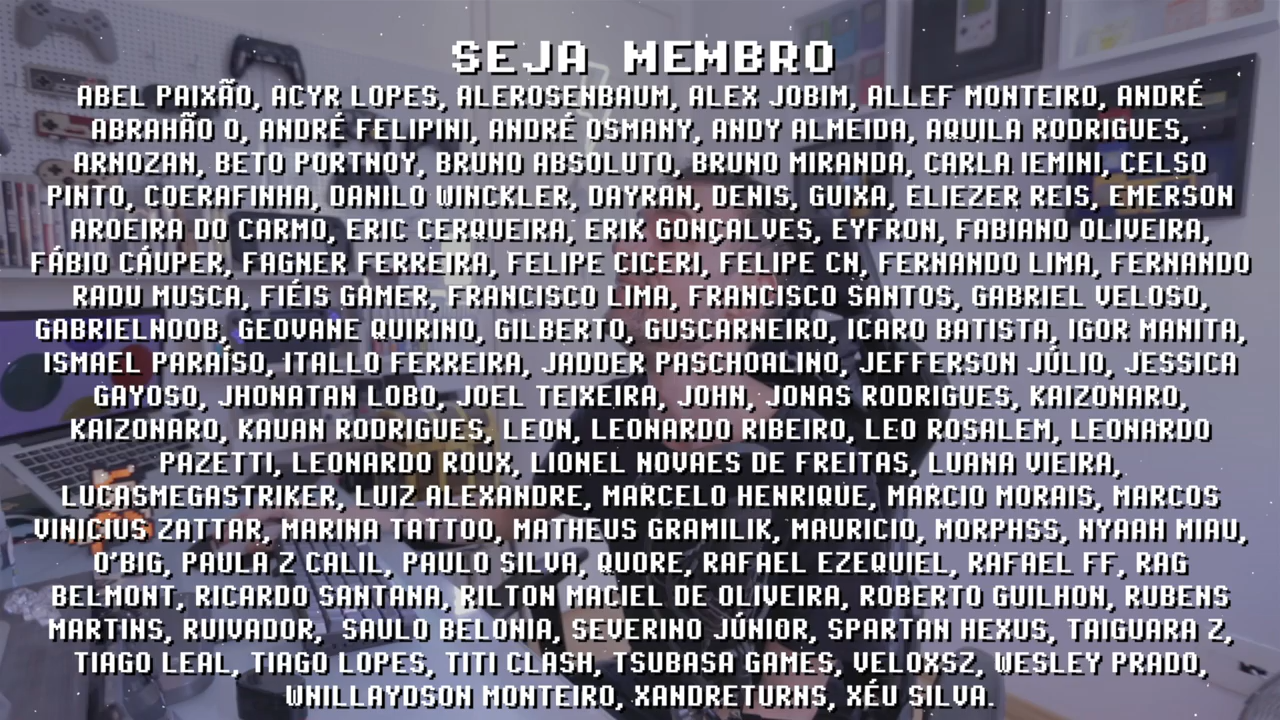 SEJA MEMBRO
ABEL PAIXÃO, ACYR LOPES, ALEROSENBAUM, ALEX JOBIM, ALLEF MONTEIRO, ANDRÉ
ABRAHÃO O, ANDRÉ FELIPINI, ANDRÉ OSMANY, ANDY ALMEIDA, AQUILA RODRIGUES,
ARNOZAN, BETO PORTNOY, BRUNO ABSOLUTO, BRUNO MIRANDA, CARLA IEMINI, CELSO
PINTO, COERAFINHA, DANILO WINCKLER, DAYRAN, DENIS, GUIXA, ELIEZER REIS, EMERSON
AROEIRA DO CARMO, ERIC CERQUEIRA, ERIK GONÇALVES, EYFRON, FABIANO OLIVEIRA,
FÁBIO CÁUPER, FAGNER FERREIRA, FELIPE CICERI, FELIPE CN, FERNANDO LIMA, FERNANDO
RADU MUSCA, FIÉIS GAMER, FRANCISCO LIMA, FRANCISCO SANTOS, GABRIEL VELOSO,
GABRIELNOOB, GEOVANE QUIRINO, GILBERTO, GUSCARNEIRO, ICARO BATISTA, IGOR MANITA,
ISMAEL PARAÍSO, ITALLO FERREIRA, JADDER PASCHOALINO, JEFFERSON JÚLIO, JESSICA
GAYOSO, JHONATAN LOBO, JOEL TEIXEIRA, JOHN, JONAS RODRIGUES, KAIZONARO,
KAIZONARO, KAUAN RODRIGUES, LEON, LEONARDO RIBEIRO, LEO ROSALEM, LEONARDO
PAZETTI, LEONARDO ROUX, LIONEL NOVAES DE FREITAS, LUANA VIEIRA,
LUCASMEGASTRIKER, LUIZ ALEXANDRE, MARCELO HENRIQUE, MARCIO MORAIS, MARCOS
VINICIUS ZATTAR, MARINA TATTOO, MATHEUS GRAMILIK, MAURICIO, MORPHSS, NYAAH MIAU,
O'BIG, PAULA Z CALIL, PAULO SILVA, QUORE, RAFAEL EZEQUIEL, RAFAEL FF, RAG
BELMONT, RICARDO SANTANA, RILTON MACIEL DE OLIVEIRA, ROBERTO GUILHON, RUBENS
MARTINS, RUIVADOR,  SAULO BELONIA, SEVERINO JÚNIOR, SPARTAN HEXUS, TAIGUARA Z,
TIAGO LEAL, TIAGO LOPES, TITI CLASH, TSUBASA GAMES, VELOXSZ, WESLEY PRADO,
WHILLAYDSON MONTEIRO, XANDRETURNS, XÉU SILVA.